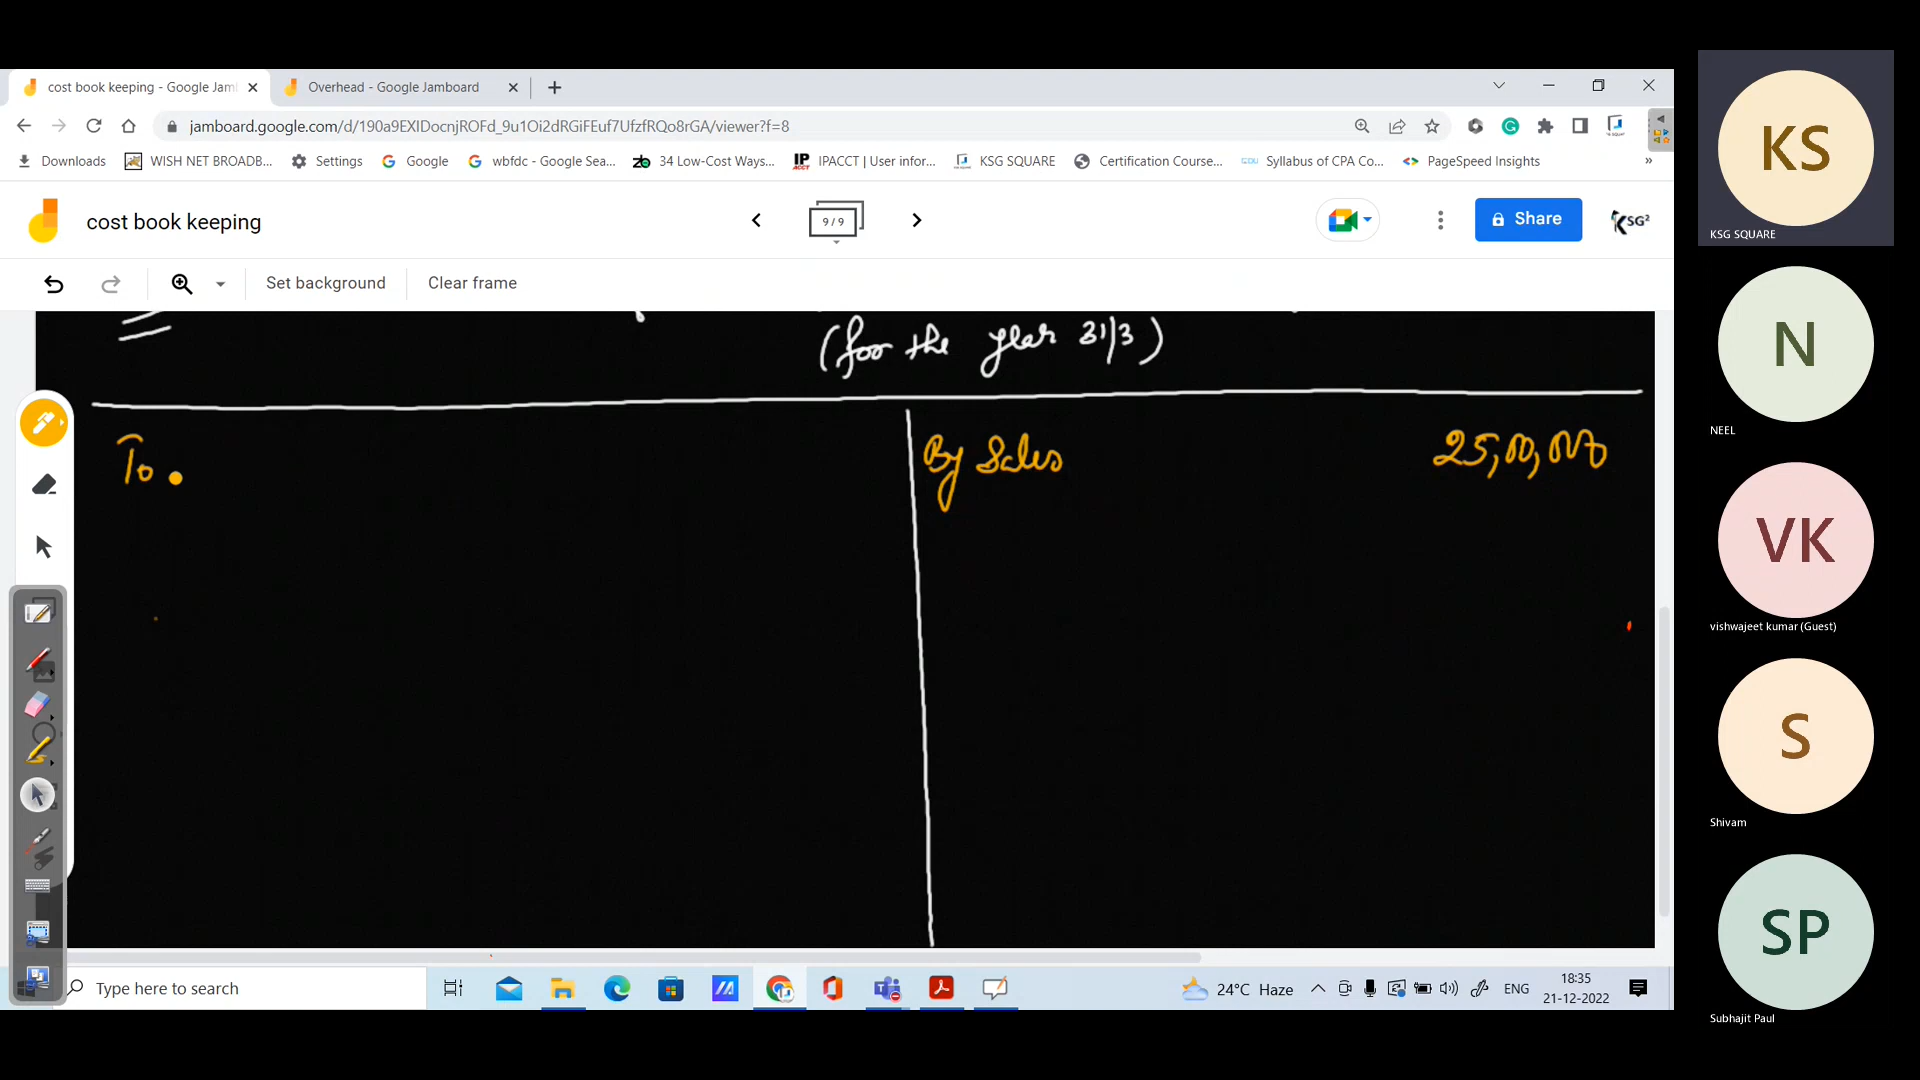 cost book keeping - Google Jam
Overhead - Google Jamboard
jamboard.google.com/d/190a9EXIDocnjROFd_9u1Oi2dRGiFEuf7UfzfRQo8rGA/viewer?f=8
Downloads
WISH NET BROADB...
Settings
Google
wbfdc - Google Sea...
34 Low-Cost Ways...
IPACCT | User infor...
KSG SQUARE
Certification Course...
Syllabus of CPA Co...
PageSpeed Insights
»
cost book keeping
9 / 9
Share
KSG²
Set background
Clear frame
(for the year 31/3)
To
By Sales 25,00,000
Type here to search
24°C Haze
ENG
18:35
21-12-2022
KS
KSG SQUARE
N
NEEL
VK
vishwajeet kumar (Guest)
S
Shivam
SP
Subhajit Paul